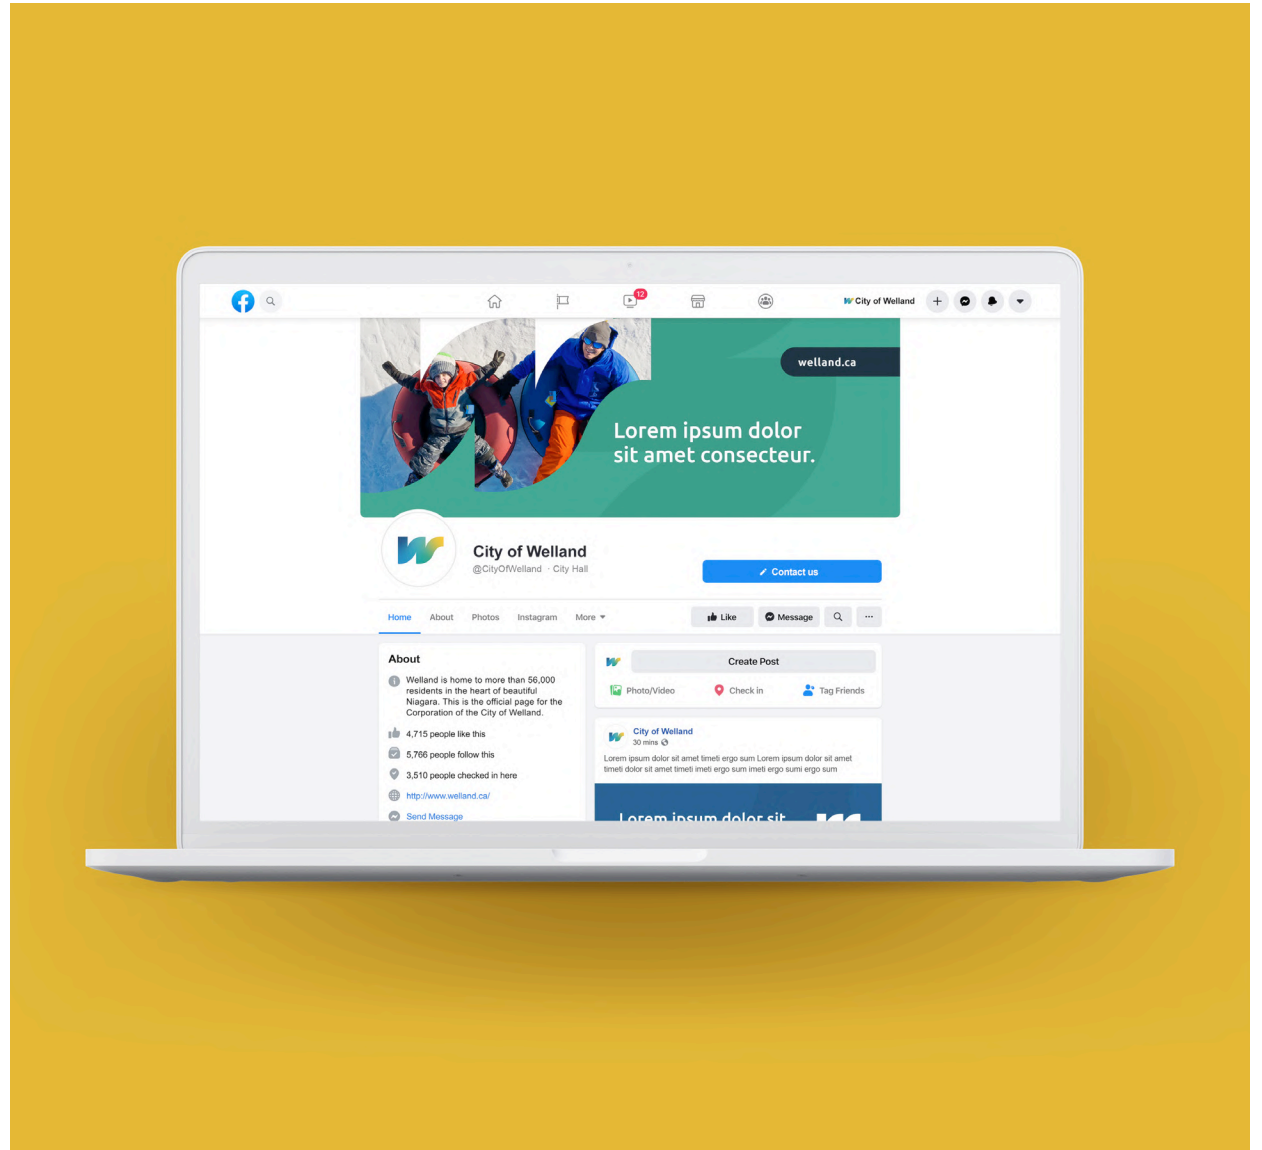 12
City of Welland
welland.ca
Lorem ipsum dolor
sit amet consecteur.
City of Welland
@CityOfWelland · City Hall
Contact us
Home About Photos Instagram More
Like Message
About
Welland is home to more than 56,000
residents in the heart of beautiful
Niagara. This is the official page for the
Corporation of the City of Welland.
4,715 people like this
5,766 people follow this
3,510 people checked in here
http://www.welland.ca/
Send Message
Create Post
Photo/Video Check in Tag Friends
City of Welland
30 mins
Lorem ipsum dolor sit amet timeti ergo sum Lorem ipsum dolor sit amet
timeti dolor sit amet timeti imeti ergo sum imeti ergo sumi ergo sum
Lorem ipsum dolor sit